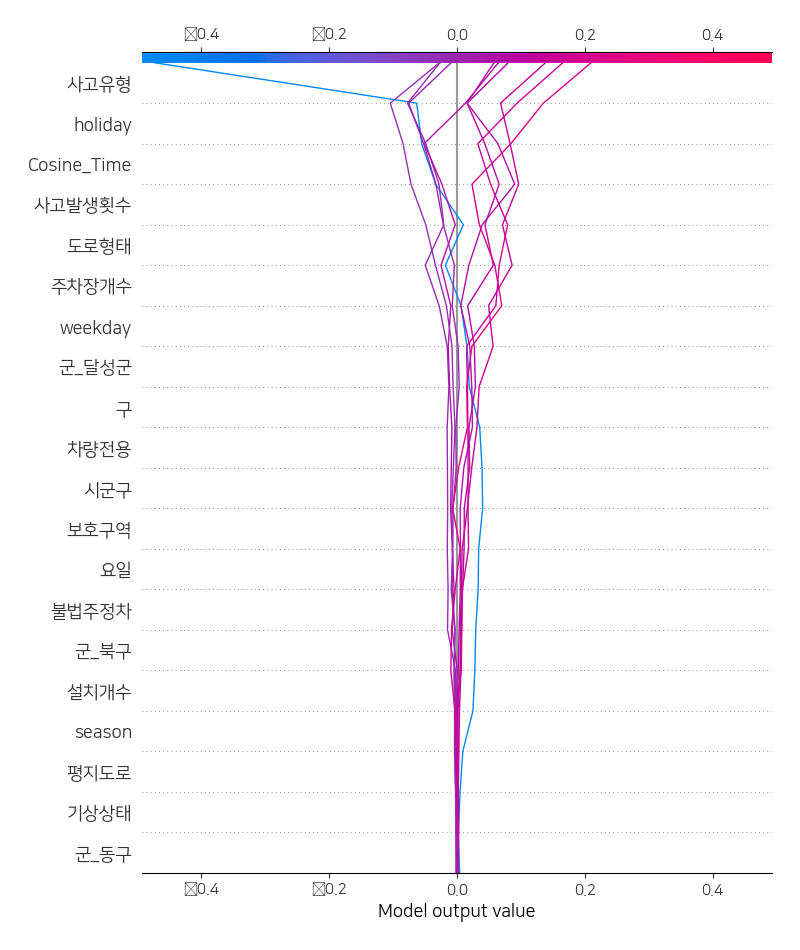 0.4 0.2 0.0 0.2 0.4
사고유형
holiday
Cosine_Time
사고발생횟수
도로형태
주차장개수
weekday
군_달성군
구
차량전용
시군구
보호구역
요일
불법주정차
군_북구
설치개수
season
평지도로
기상상태
군_동구
0.4 0.2 0.0 0.2 0.4
Model output value